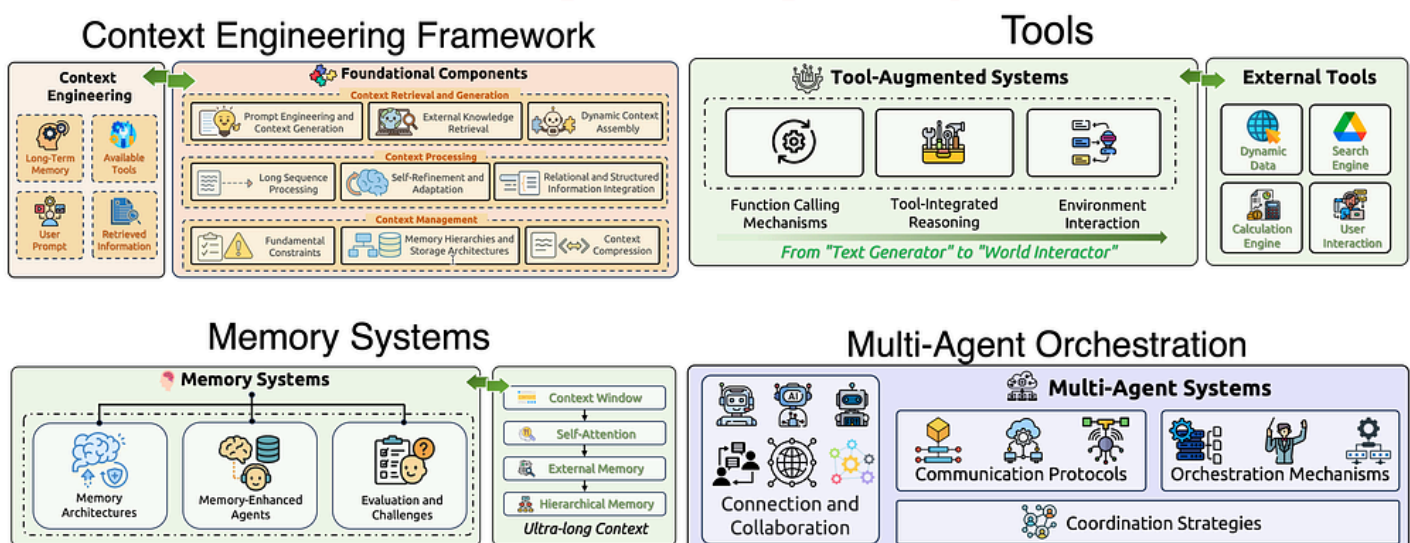 Context Engineering Framework
Context
Engineering
Long-Term
Memory
Available
Tools
User
Prompt
Retrieved
Information
Foundational Components
Context Retrieval and Generation
Prompt Engineering and
Context Generation
External Knowledge
Retrieval
Dynamic Context
Assembly
Context Processing
Long Sequence
Processing
Self-Refinement and
Adaptation
Relational and Structured
Information Integration
Context Management
Fundamental
Constraints
Memory Hierarchies and
Storage Architectures
Context
Compression
Tools
Tool-Augmented Systems
Function Calling
Mechanisms
Tool-Integrated
Reasoning
Environment
Interaction
From "Text Generator" to "World Interactor"
External Tools
Dynamic
Data
Search
Engine
Calculation
Engine
User
Interaction
Memory Systems
Memory Systems
Memory
Architectures
Memory-Enhanced
Agents
Evaluation and
Challenges
Context Window
Self-Attention
External Memory
Hierarchical Memory
Ultra-long Context
Multi-Agent Orchestration
AI
Connection and
Collaboration
Multi-Agent Systems
Communication Protocols
Orchestration Mechanisms
Coordination Strategies